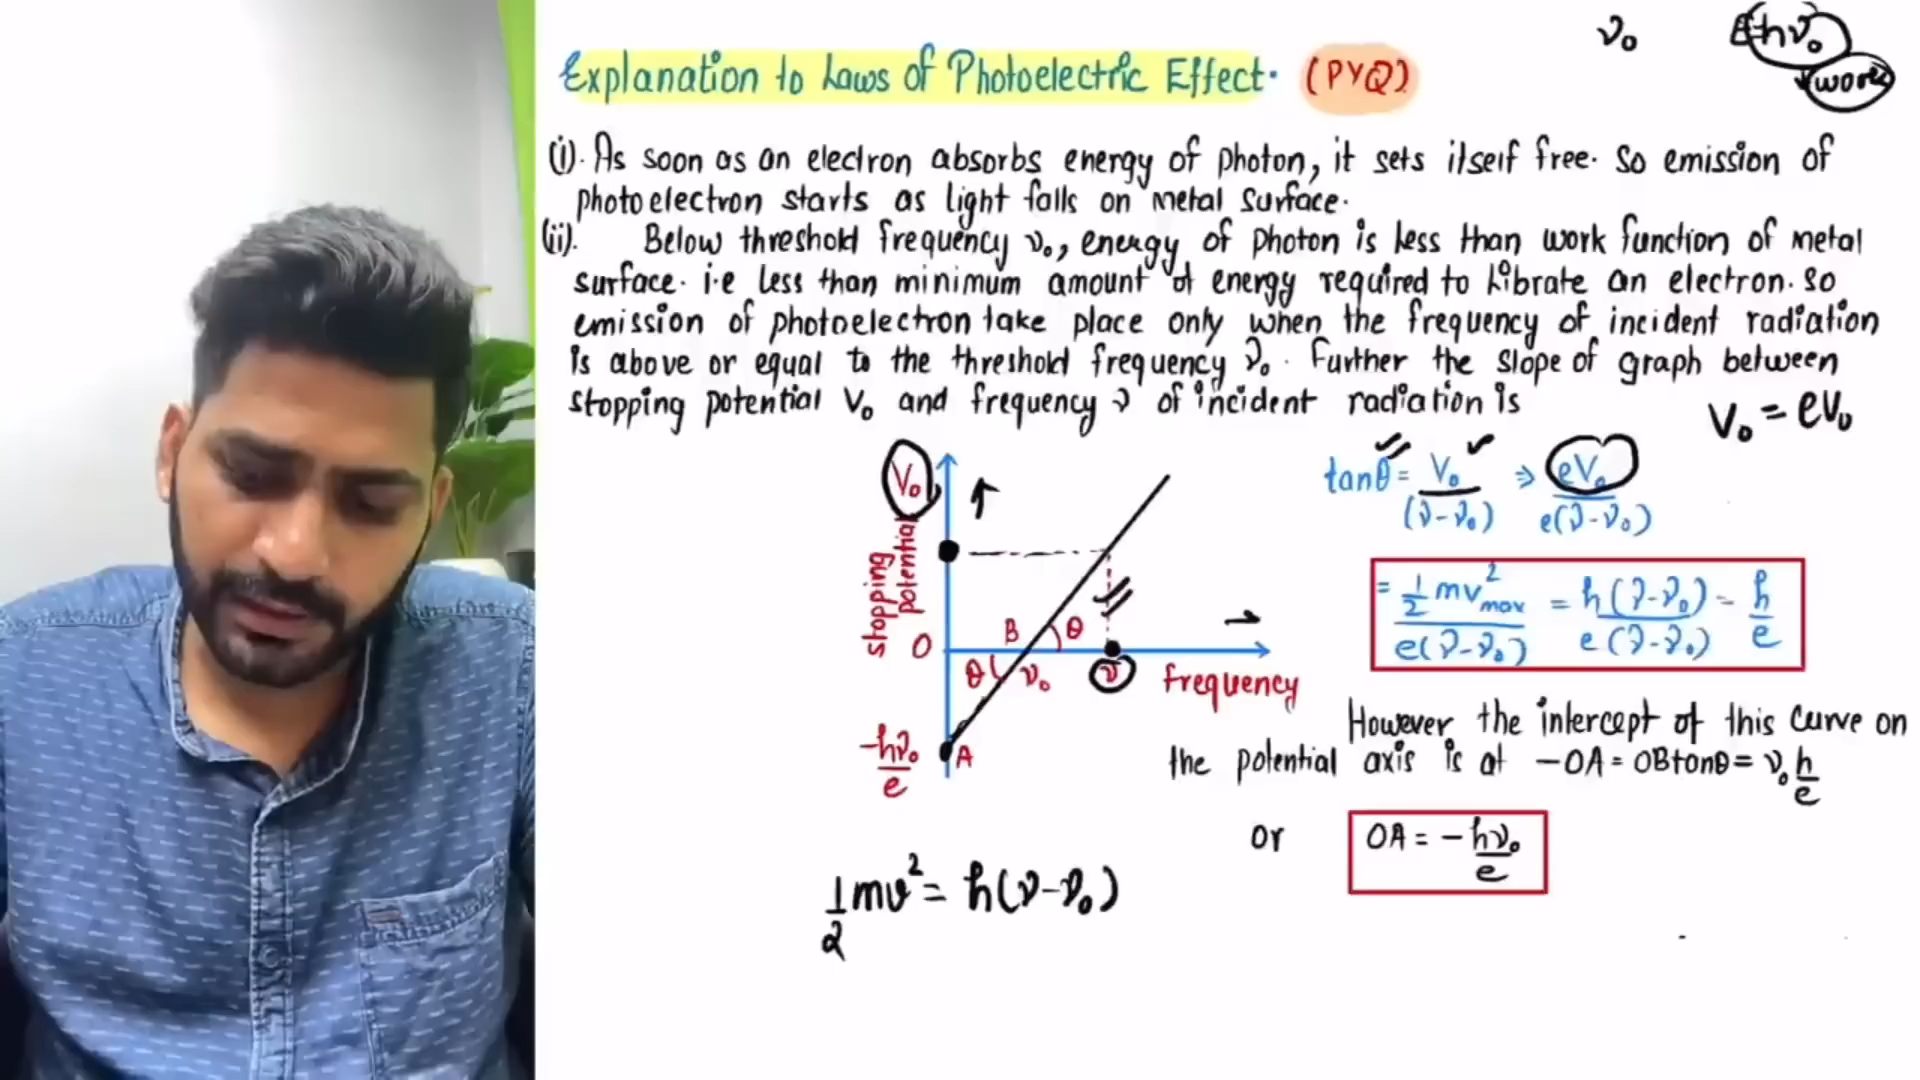 ν₀ Ehν₀
work
Explanation to Laws of Photoelectric Effect. (PYQ)
(i). As soon as an electron absorbs energy of photon, it sets itself free. So emission of
photoelectron starts as light falls on metal surface.
(ii). Below threshold frequency ν₀, energy of photon is less than work function of metal
surface. i.e less than minimum amount of energy required to librate an electron. so
emission of photoelectron take place only when the frequency of incident radiation
is above or equal to the threshold frequency ν₀. Further the slope of graph between
stopping potential V₀ and frequency ν of incident radiation is
V₀ = eV₀
tanθ = V₀/(ν-ν₀) ⇒ eV₀/e(ν-ν₀)
= ½mv²max/e(ν-ν₀) = h(ν-ν₀)/e(ν-ν₀) = h/e
V₀
stopping potential
O B θ
θ ν₀ ν frequency
-hν₀/e A
However the intercept of this curve on
the potential axis is at -OA = OBtanθ = ν₀ h/e
or OA = -hν₀/e
½mv² = h(ν-ν₀)